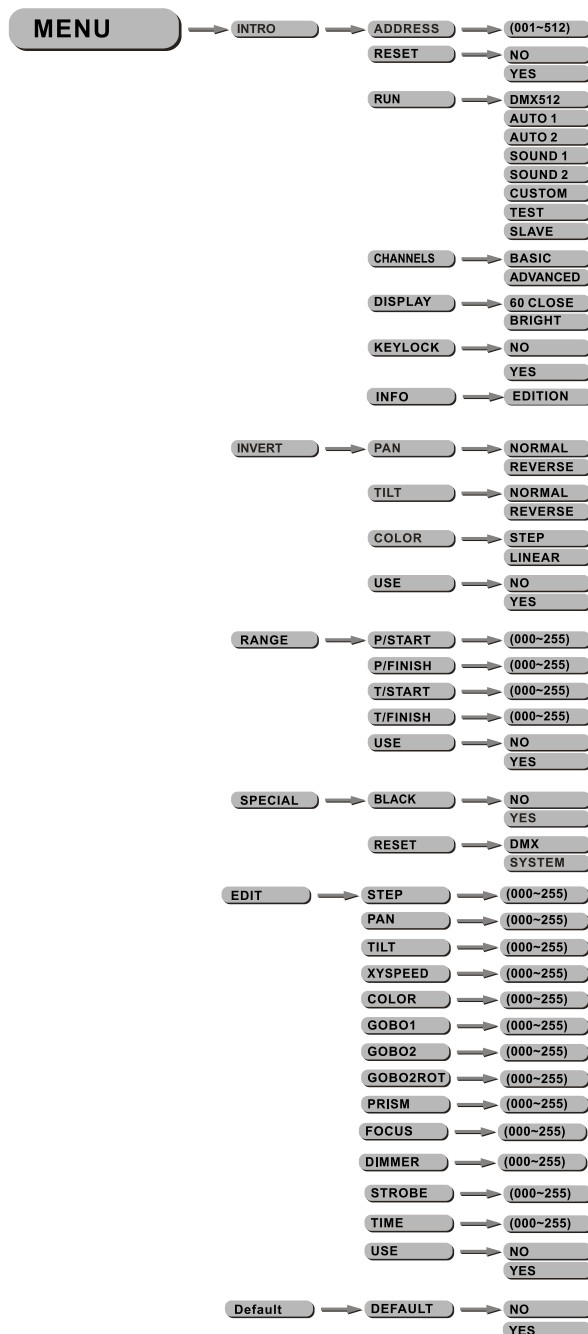 MENU INTRO ADDRESS (001~512)
RESET NO
YES
RUN DMX512
AUTO 1
AUTO 2
SOUND 1
SOUND 2
CUSTOM
TEST
SLAVE
CHANNELS BASIC
ADVANCED
DISPLAY 60 CLOSE
BRIGHT
KEYLOCK NO
YES
INFO EDITION
INVERT PAN NORMAL
REVERSE
TILT NORMAL
REVERSE
COLOR STEP
LINEAR
USE NO
YES
RANGE P/START (000~255)
P/FINISH (000~255)
T/START (000~255)
T/FINISH (000~255)
USE NO
YES
SPECIAL BLACK NO
YES
RESET DMX
SYSTEM
EDIT STEP (000~255)
PAN (000~255)
TILT (000~255)
XYSPEED (000~255)
COLOR (000~255)
GOBO1 (000~255)
GOBO2 (000~255)
GOBO2ROT (000~255)
PRISM (000~255)
FOCUS (000~255)
DIMMER (000~255)
STROBE (000~255)
TIME (000~255)
USE NO
YES
Default DEFAULT NO
YES